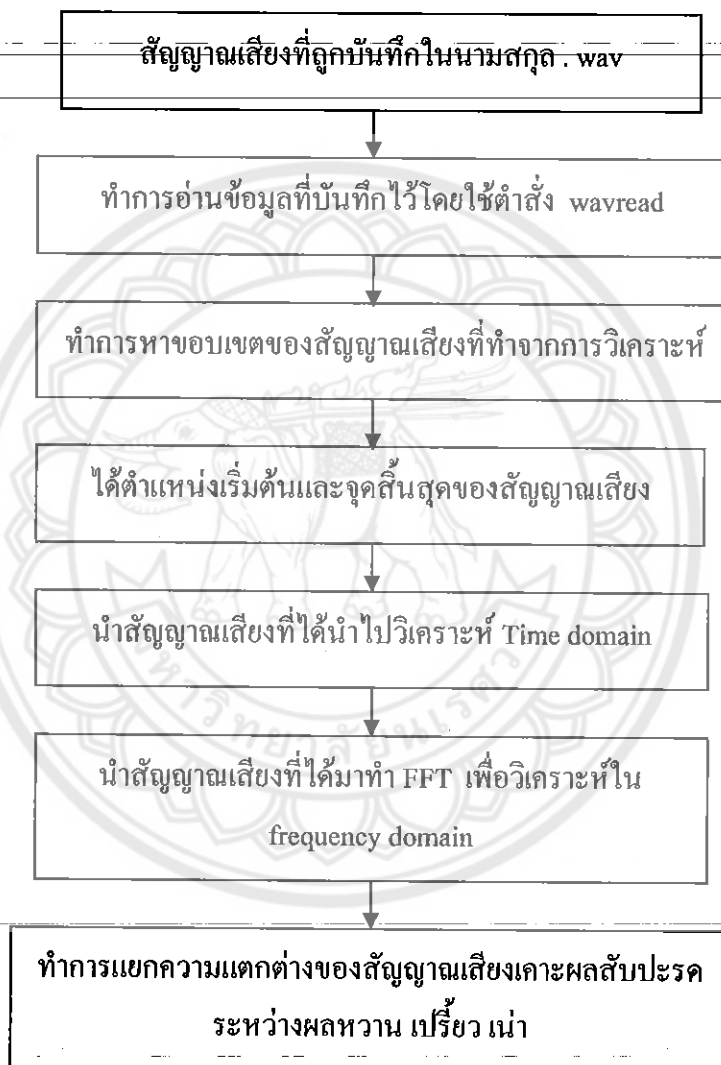 สัญญาณเสียงที่ถูกบันทึกในนามสกุล . wav
ทำการอ่านข้อมูลที่บันทึกไว้โดยใช้ตำสั่ง wavread
ทำการหาขอบเขตของสัญญาณเสียงที่ทำจากการวิเคราะห์
ได้ตำแหน่งเริ่มต้นและจุดสิ้นสุดของสัญญาณเสียง
นำสัญญาณเสียงที่ได้นำไปวิเคราะห์ Time domain
นำสัญญาณเสียงที่ได้มาทำ FFT เพื่อวิเคราะห์ใน
frequency domain
ทำการแยกความแตกต่างของสัญญาณเสียงเคาะผลสับปะรด
ระหว่างผลหวาน เปรี้ยว เน่า